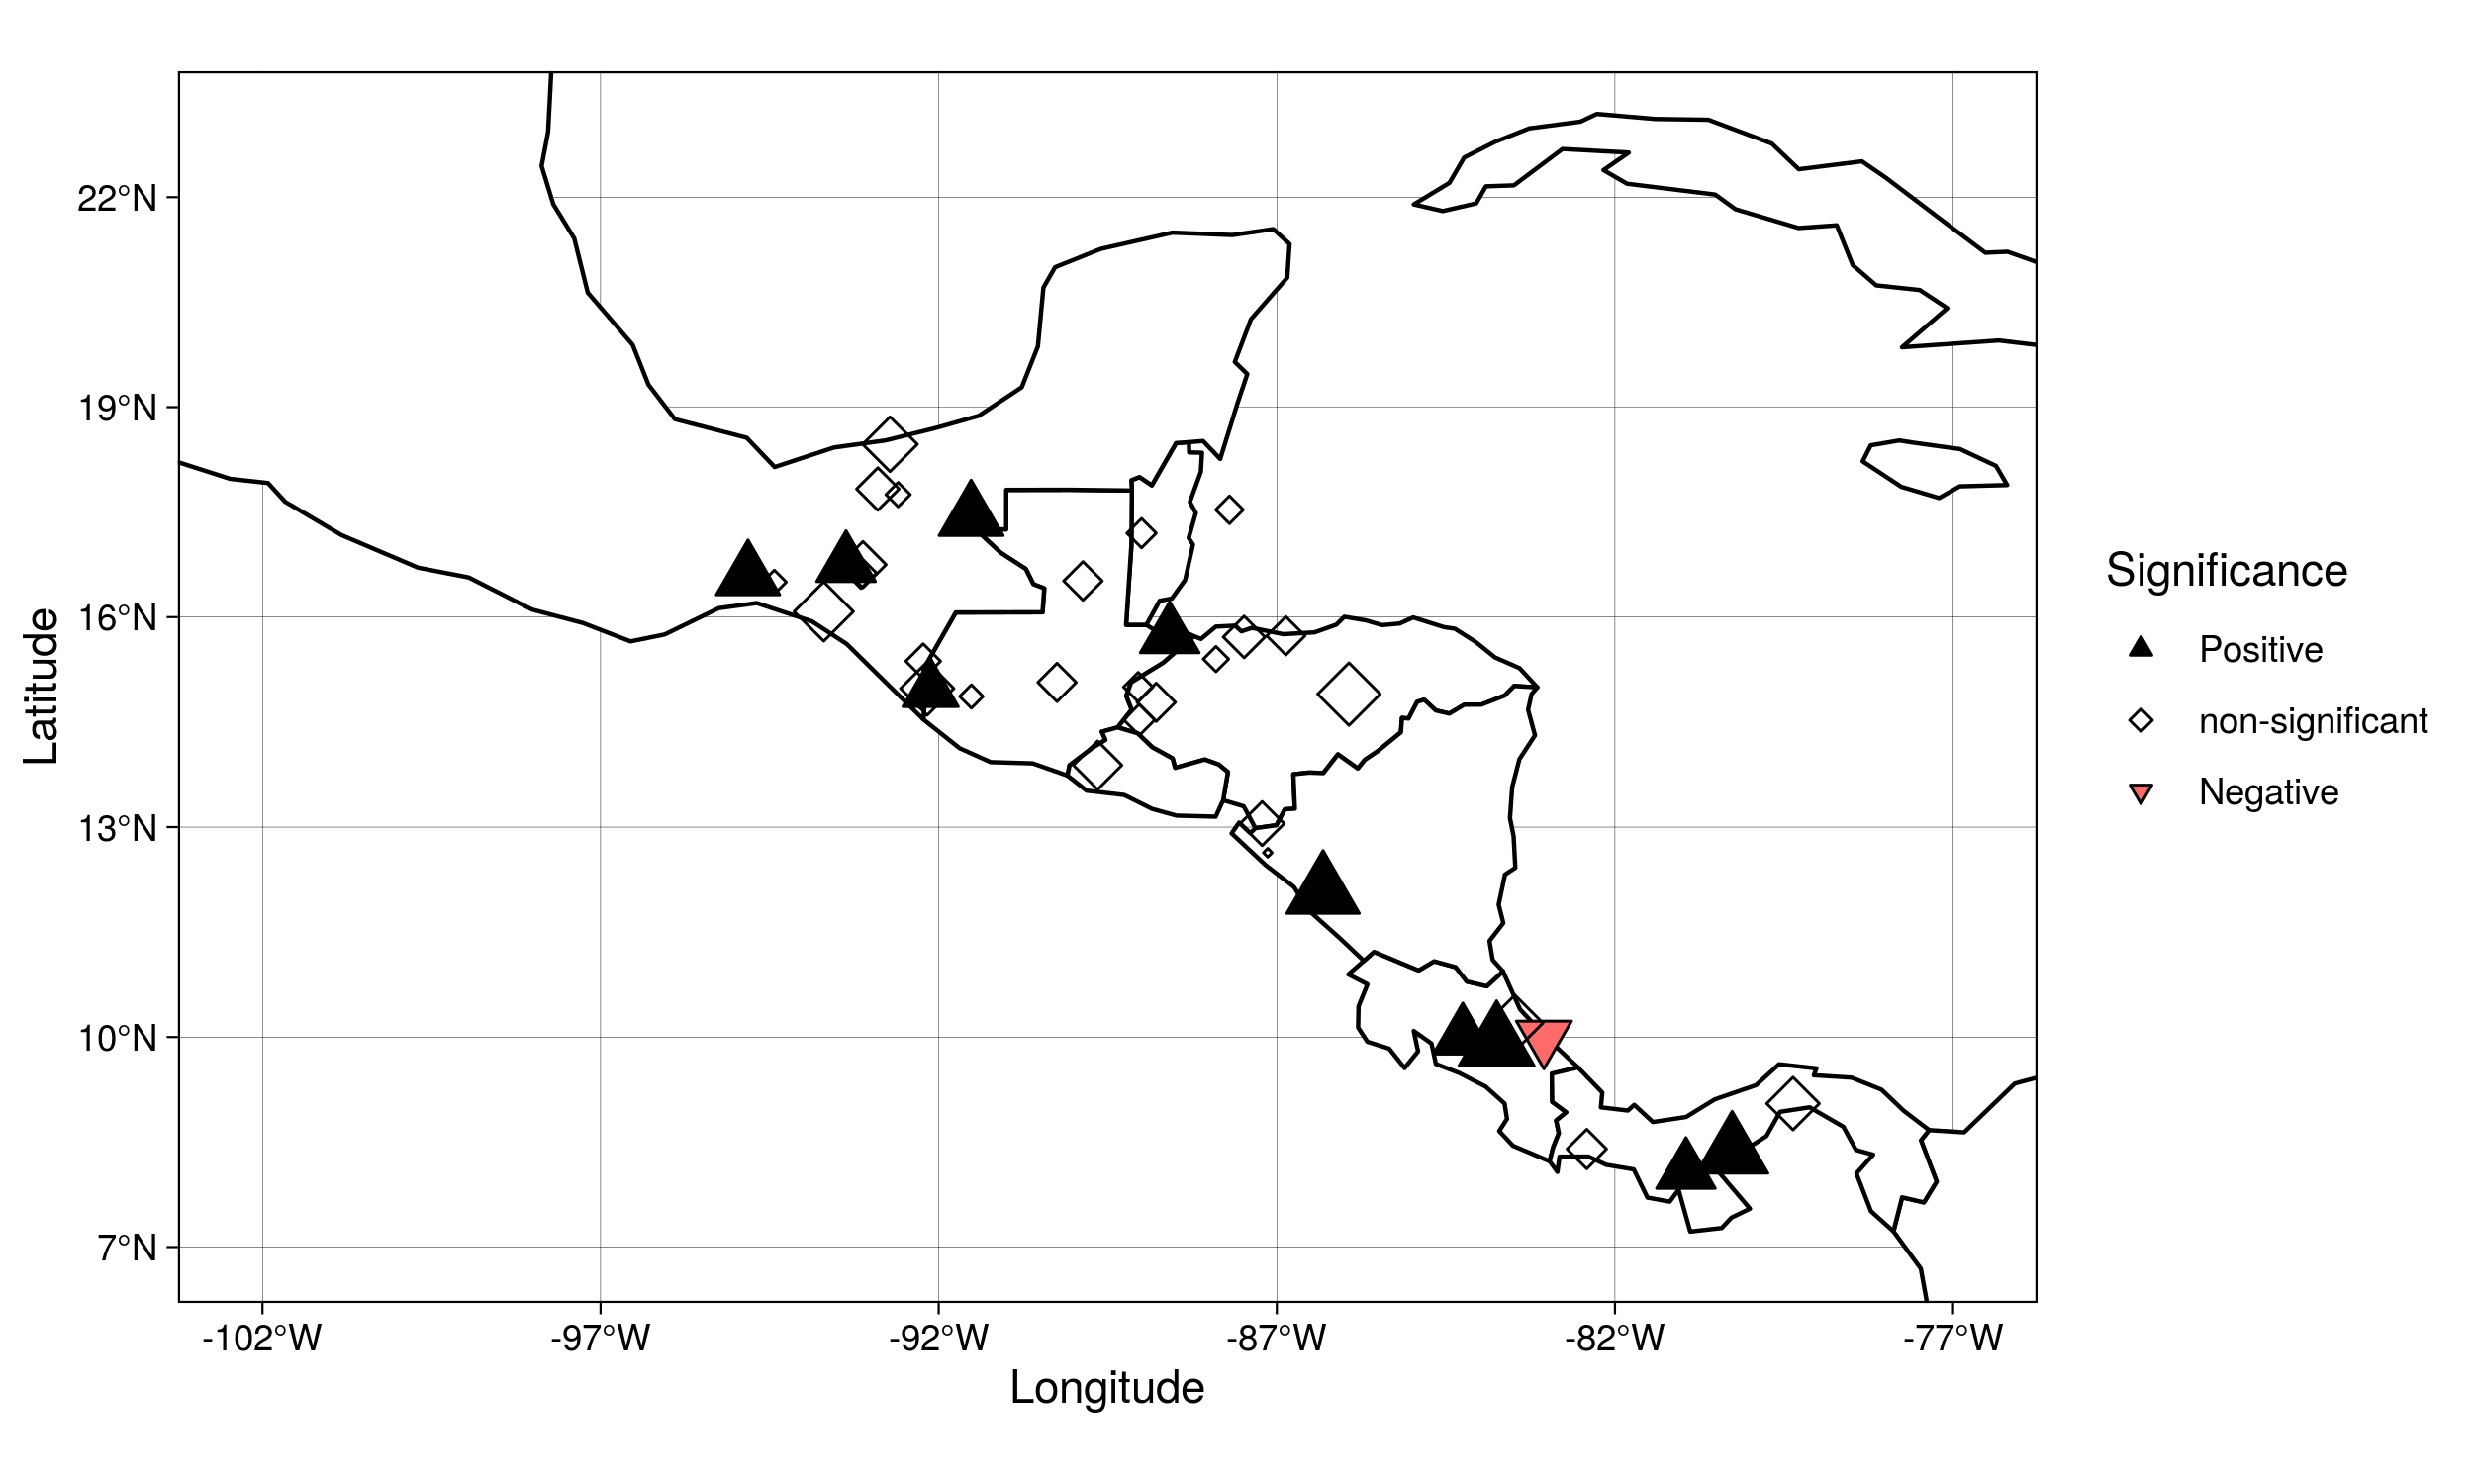 22°N
19°N
16°N
13°N
10°N
7°N
Latitude
-102°W
-97°W
-92°W
-87°W
-82°W
-77°W
Longitude
Significance
Positive
non-significant
Negative